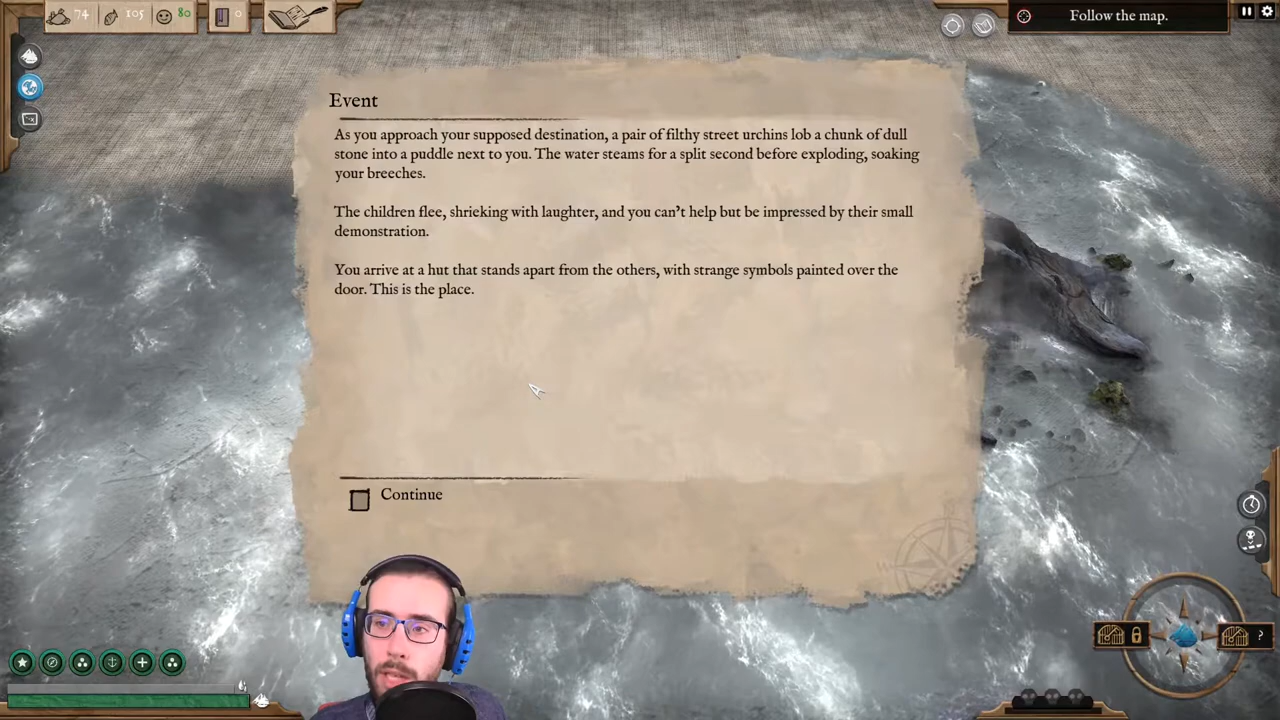 74 105 80 0
Follow the map.
Event
As you approach your supposed destination, a pair of filthy street urchins lob a chunk of dull
stone into a puddle next to you. The water steams for a split second before exploding, soaking
your breeches.
The children flee, shrieking with laughter, and you can't help but be impressed by their small
demonstration.
You arrive at a hut that stands apart from the others, with strange symbols painted over the
door. This is the place.
Continue
?